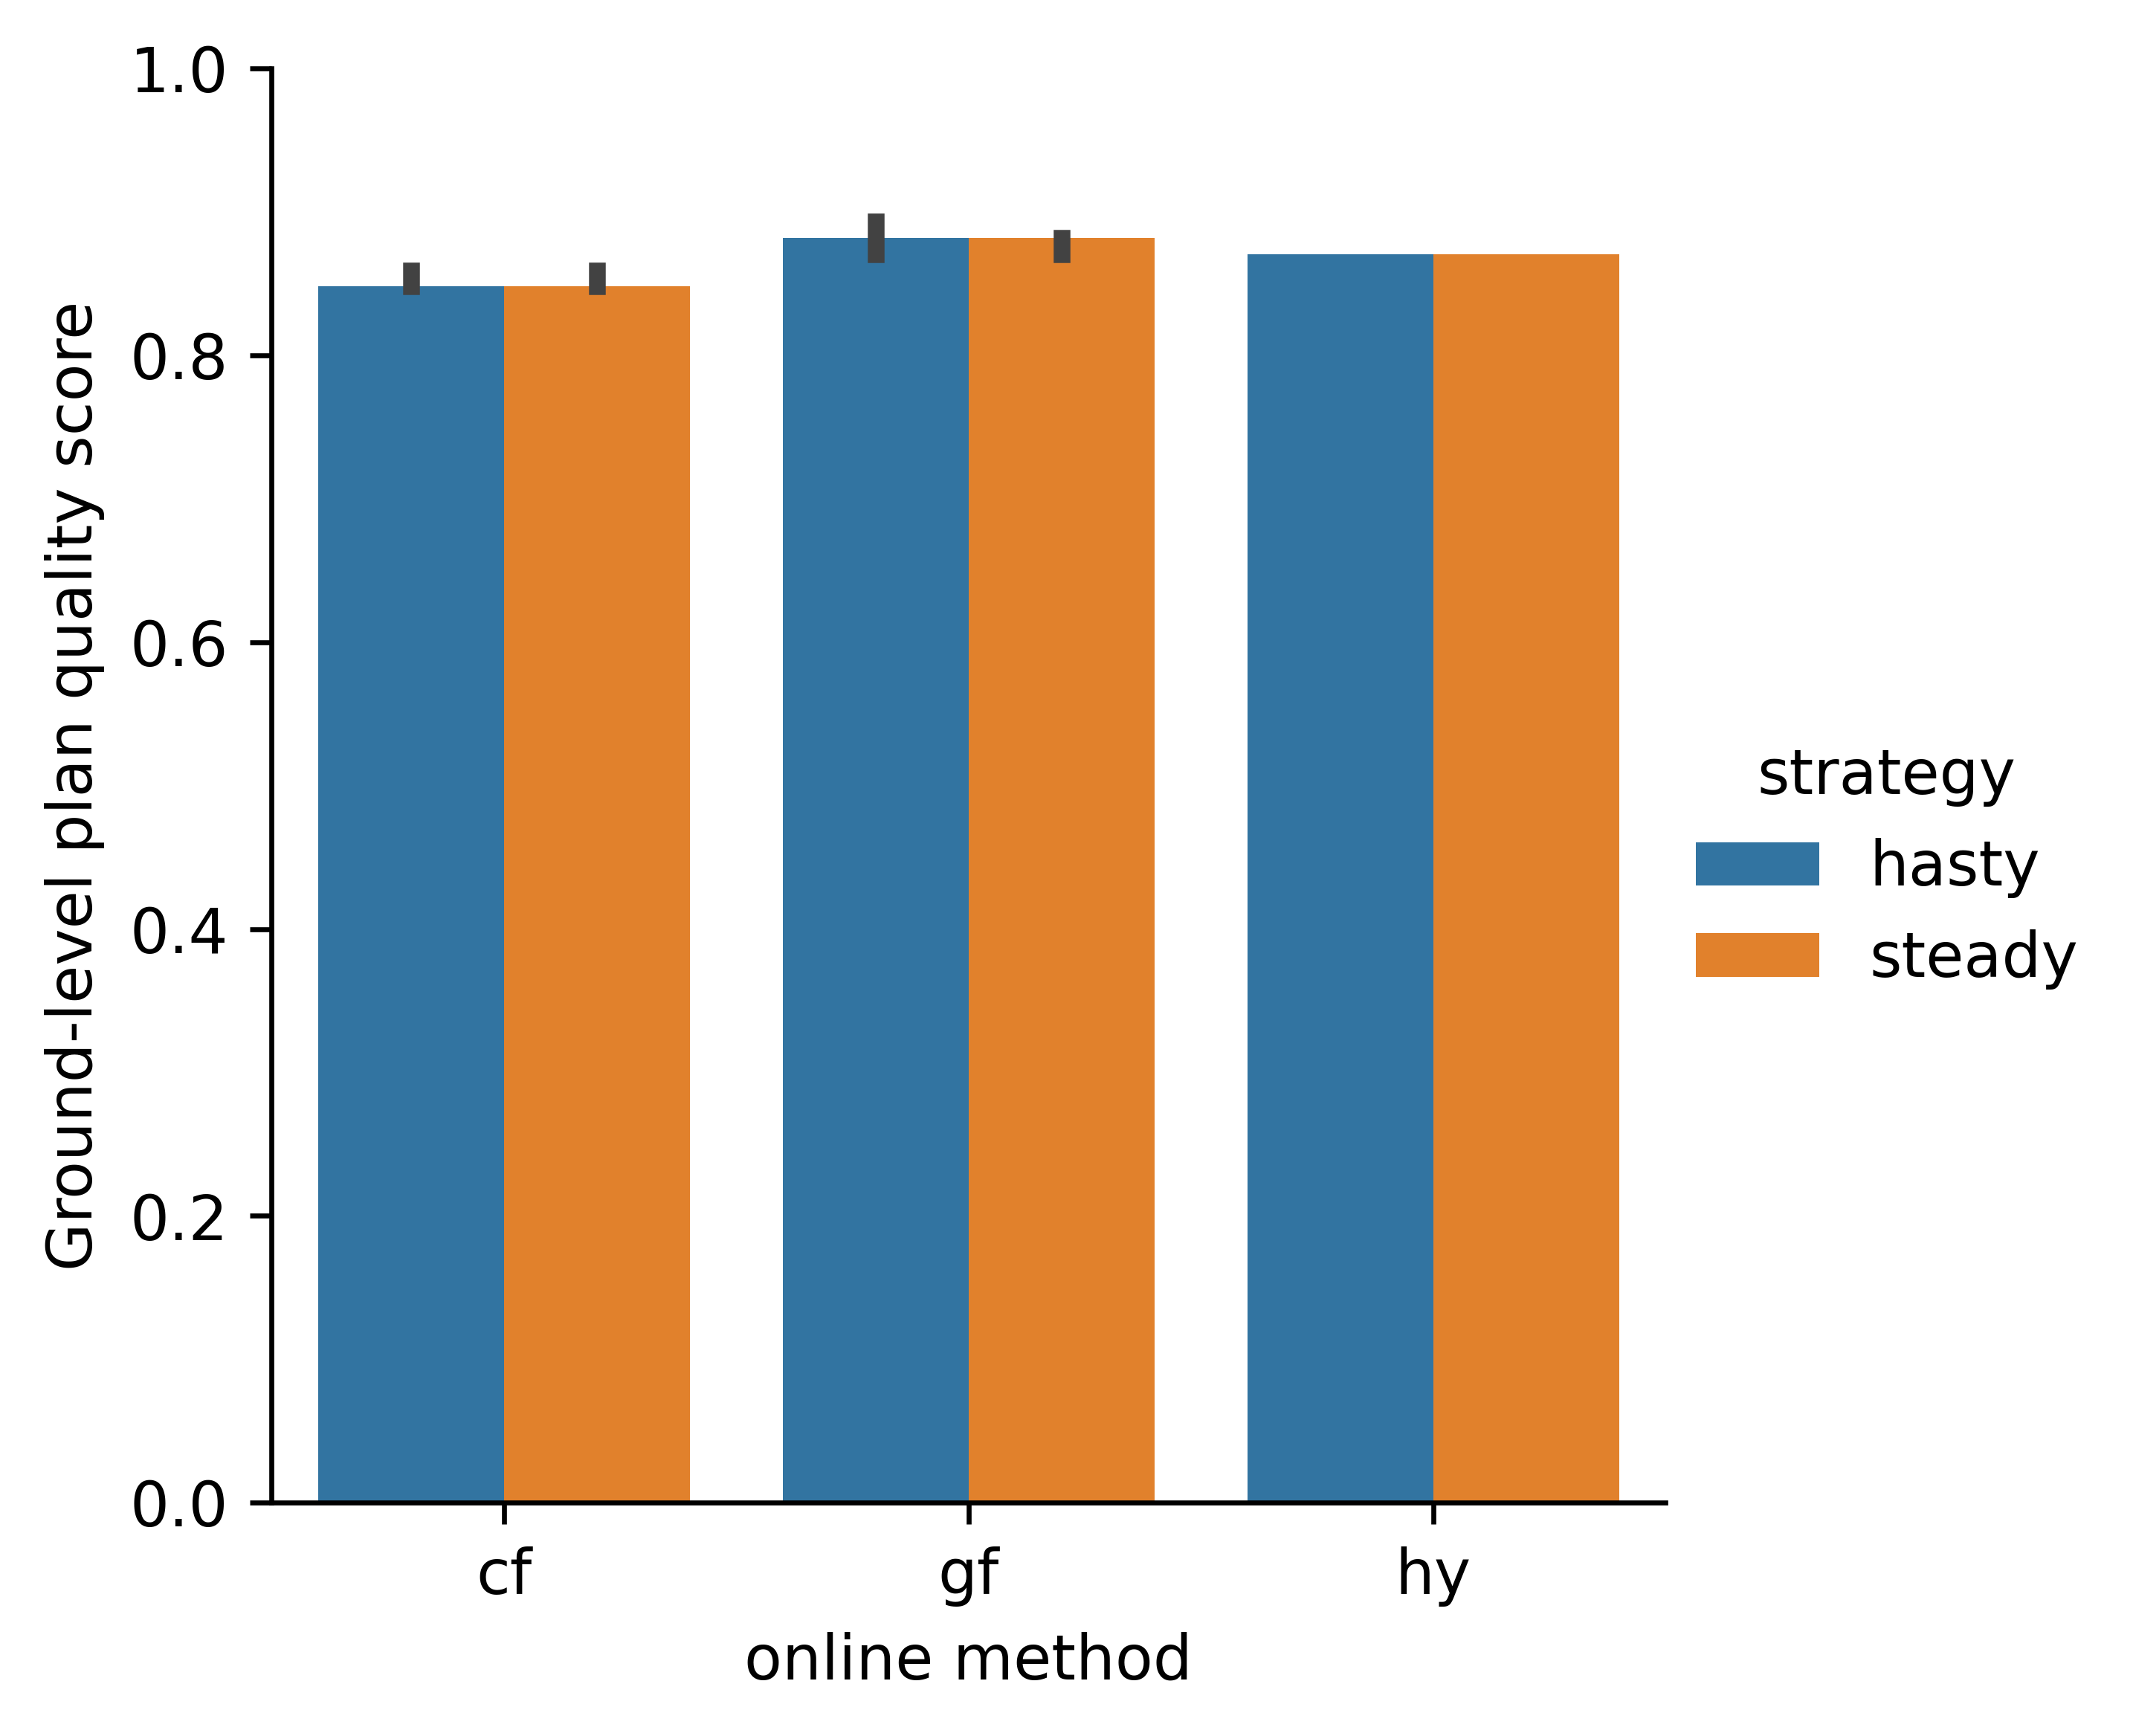 1.0
0.8
0.6
0.4
0.2
0.0
Ground-level plan quality score
cf
gf
hy
online method
strategy
hasty
steady